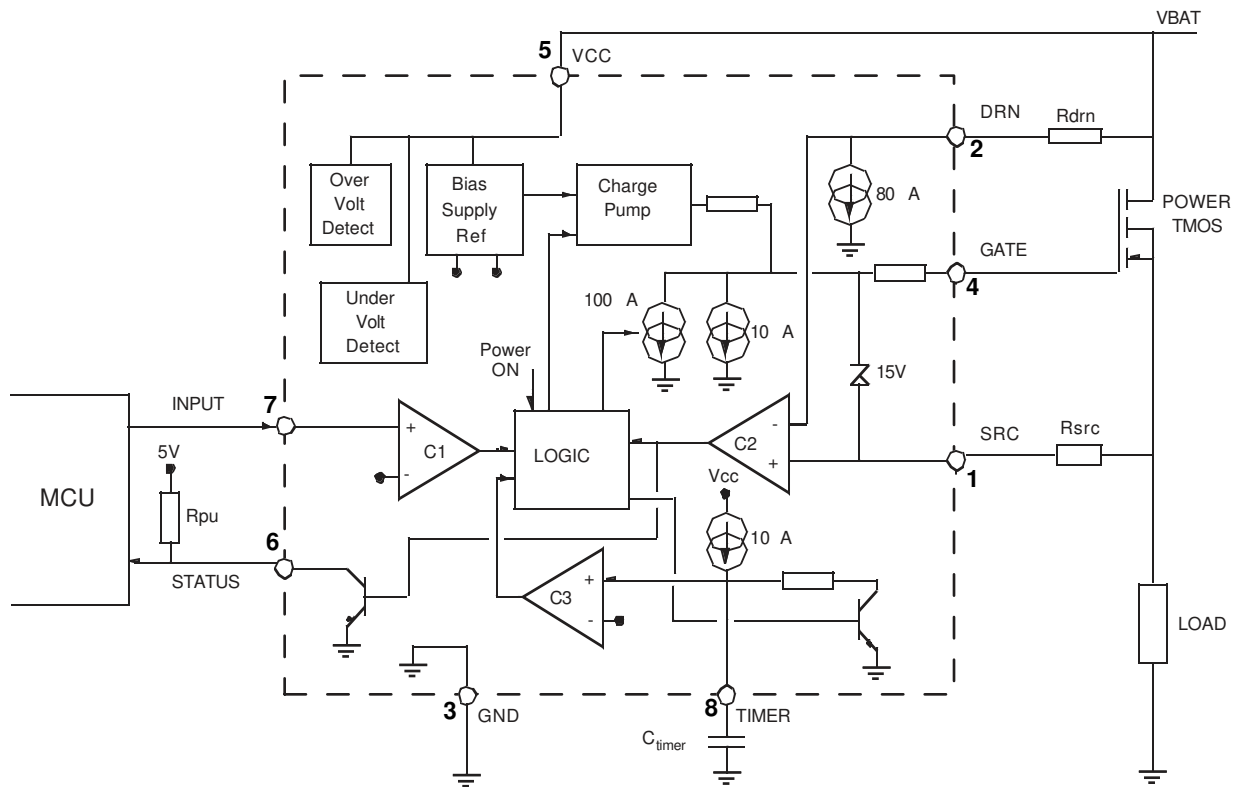 VBAT
5
VCC
DRN
Rdrn
2
Over
Volt
Detect
Bias
Supply
Ref
Charge
Pump
80 A
POWER
TMOS
GATE
4
Under
Volt
Detect
100 A
10 A
Power
ON
15V
INPUT
7
+
-
C1
LOGIC
C2
-
+
SRC
Rsrc
1
5V
Vcc
MCU
Rpu
6
STATUS
10 A
C3
+
-
LOAD
3
GND
8
TIMER
Ctimer